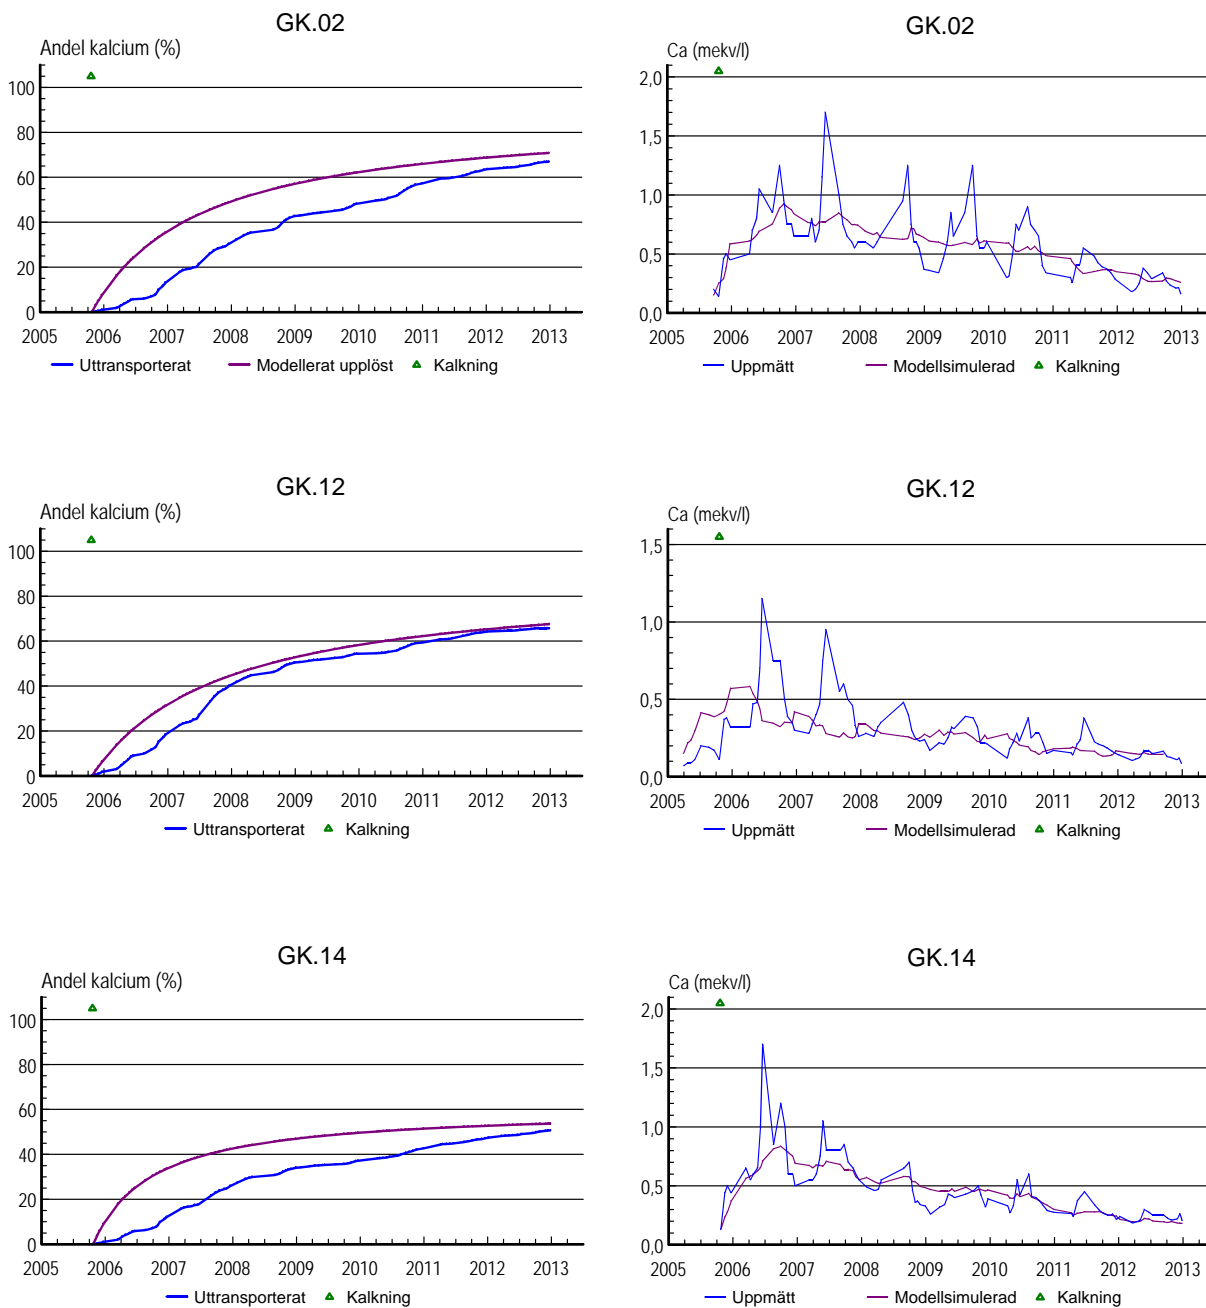 GK.02
Andel kalcium (%)
100
80
60
40
20
0
2005 2006 2007 2008 2009 2010 2011 2012 2013
Uttransporterat Modellerat upplöst Kalkning
GK.02
Ca (mekv/l)
2,0
1,5
1,0
0,5
0,0
2005 2006 2007 2008 2009 2010 2011 2012 2013
Uppmätt Modellsimulerad Kalkning
GK.12
Andel kalcium (%)
100
80
60
40
20
0
2005 2006 2007 2008 2009 2010 2011 2012 2013
Uttransporterat Kalkning
GK.12
Ca (mekv/l)
1,5
1,0
0,5
0,0
2005 2006 2007 2008 2009 2010 2011 2012 2013
Uppmätt Modellsimulerad Kalkning
GK.14
Andel kalcium (%)
100
80
60
40
20
0
2005 2006 2007 2008 2009 2010 2011 2012 2013
Uttransporterat Kalkning
GK.14
Ca (mekv/l)
2,0
1,5
1,0
0,5
0,0
2005 2006 2007 2008 2009 2010 2011 2012 2013
Uppmätt Modellsimulerad Kalkning